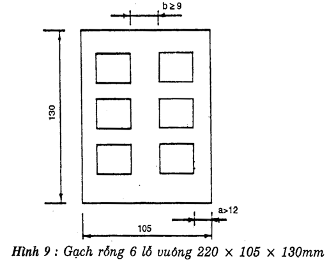 b ≥ 9
130
a>12
105
Hình 9 : Gạch rỗng 6 lỗ vuông 220 × 105 × 130mm